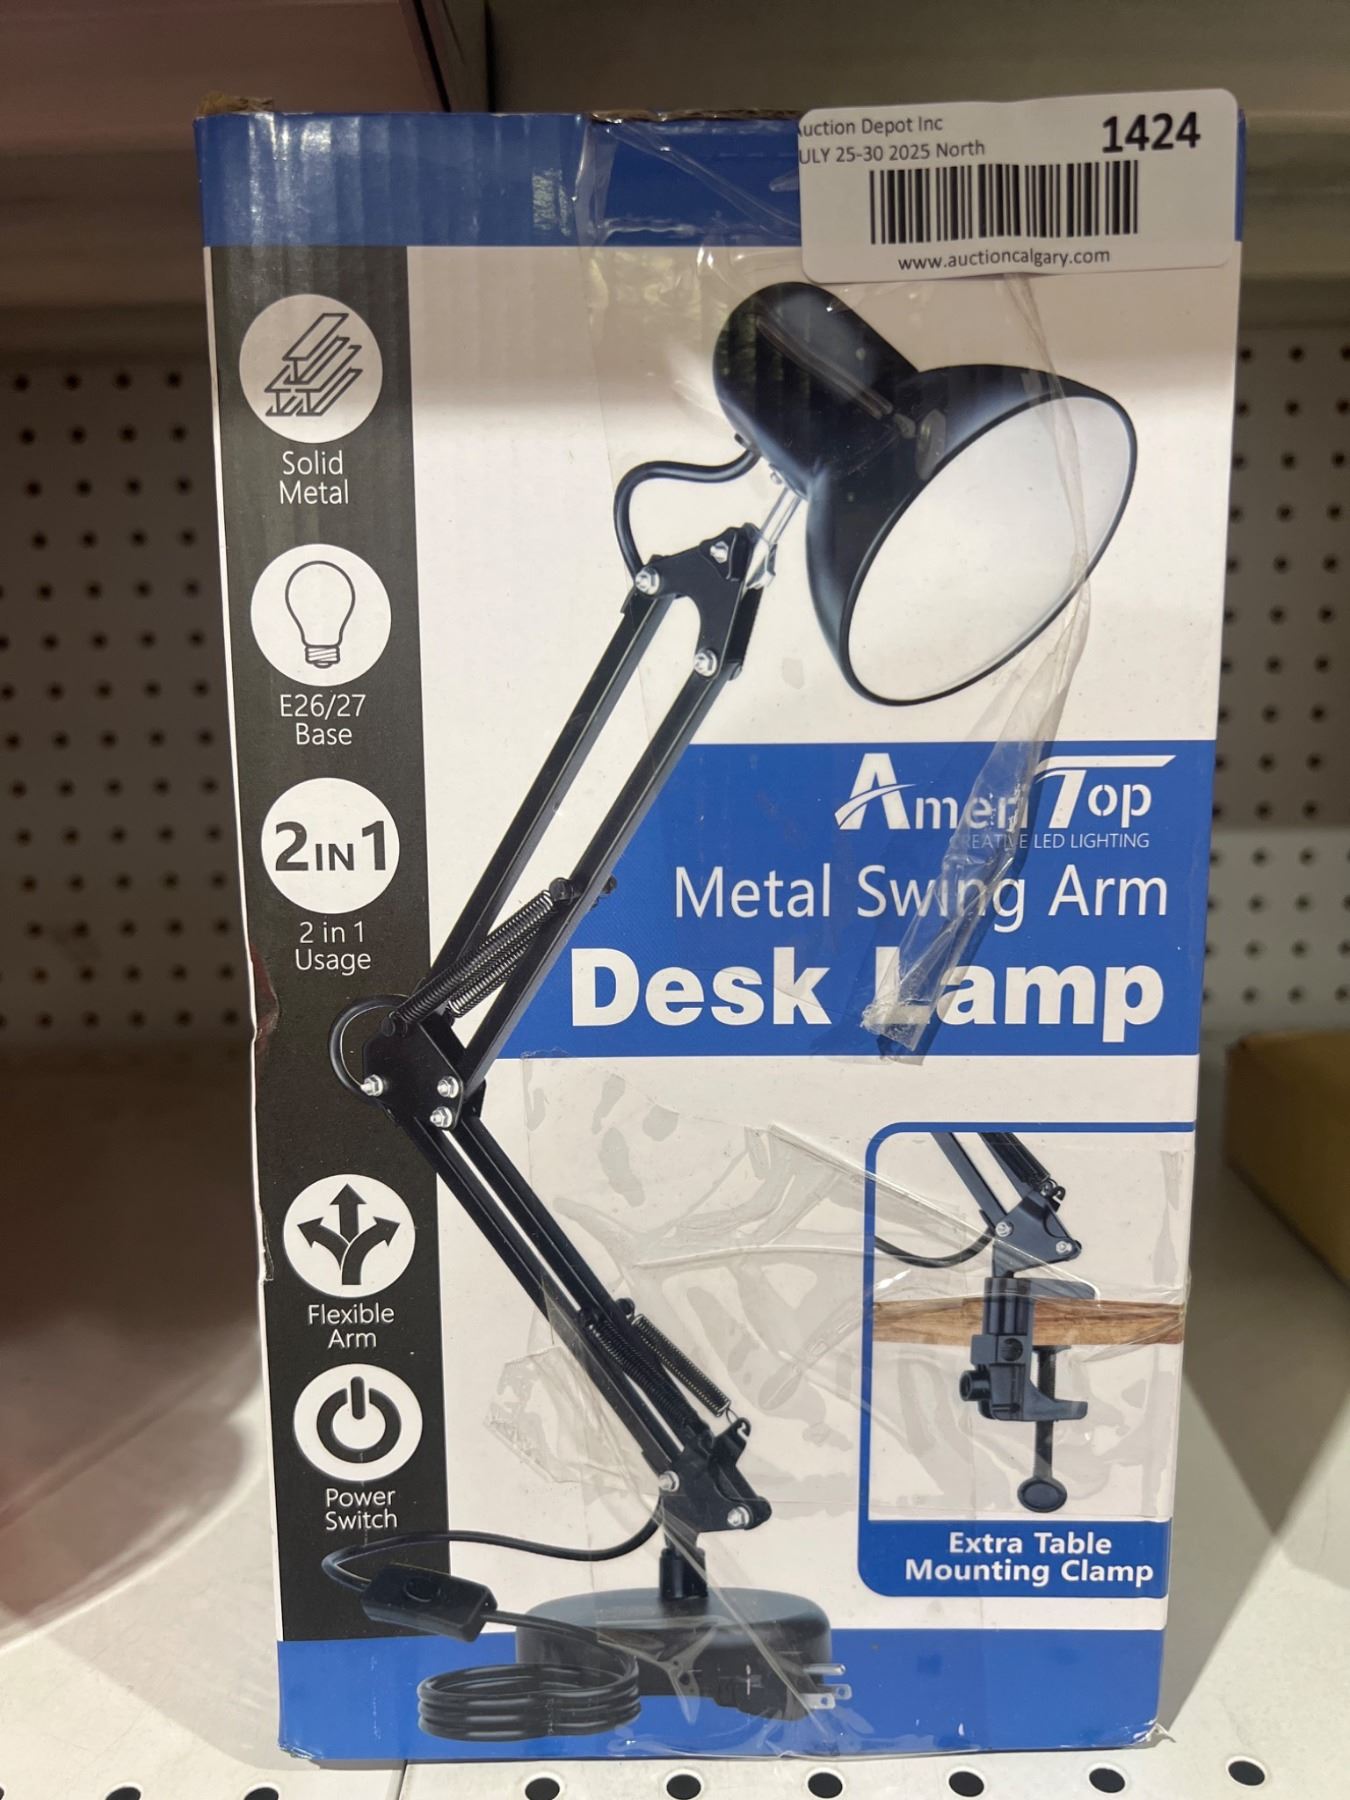 Auction Depot Inc
JULY 25-30 2025 North
1424
www.auctioncalgary.com
Solid
Metal
E26/27
Base
2IN1
2 in 1
Usage
Flexible
Arm
Power
Switch
AmeriTop
CREATIVE LED LIGHTING
Metal Swing Arm
Desk Lamp
Extra Table
Mounting Clamp